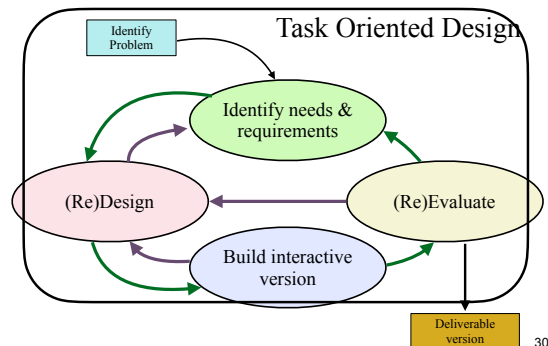 Task Oriented Design
Identify
Problem
Identify needs &
requirements
(Re)Design
(Re)Evaluate
Build interactive
version
Deliverable
version
30